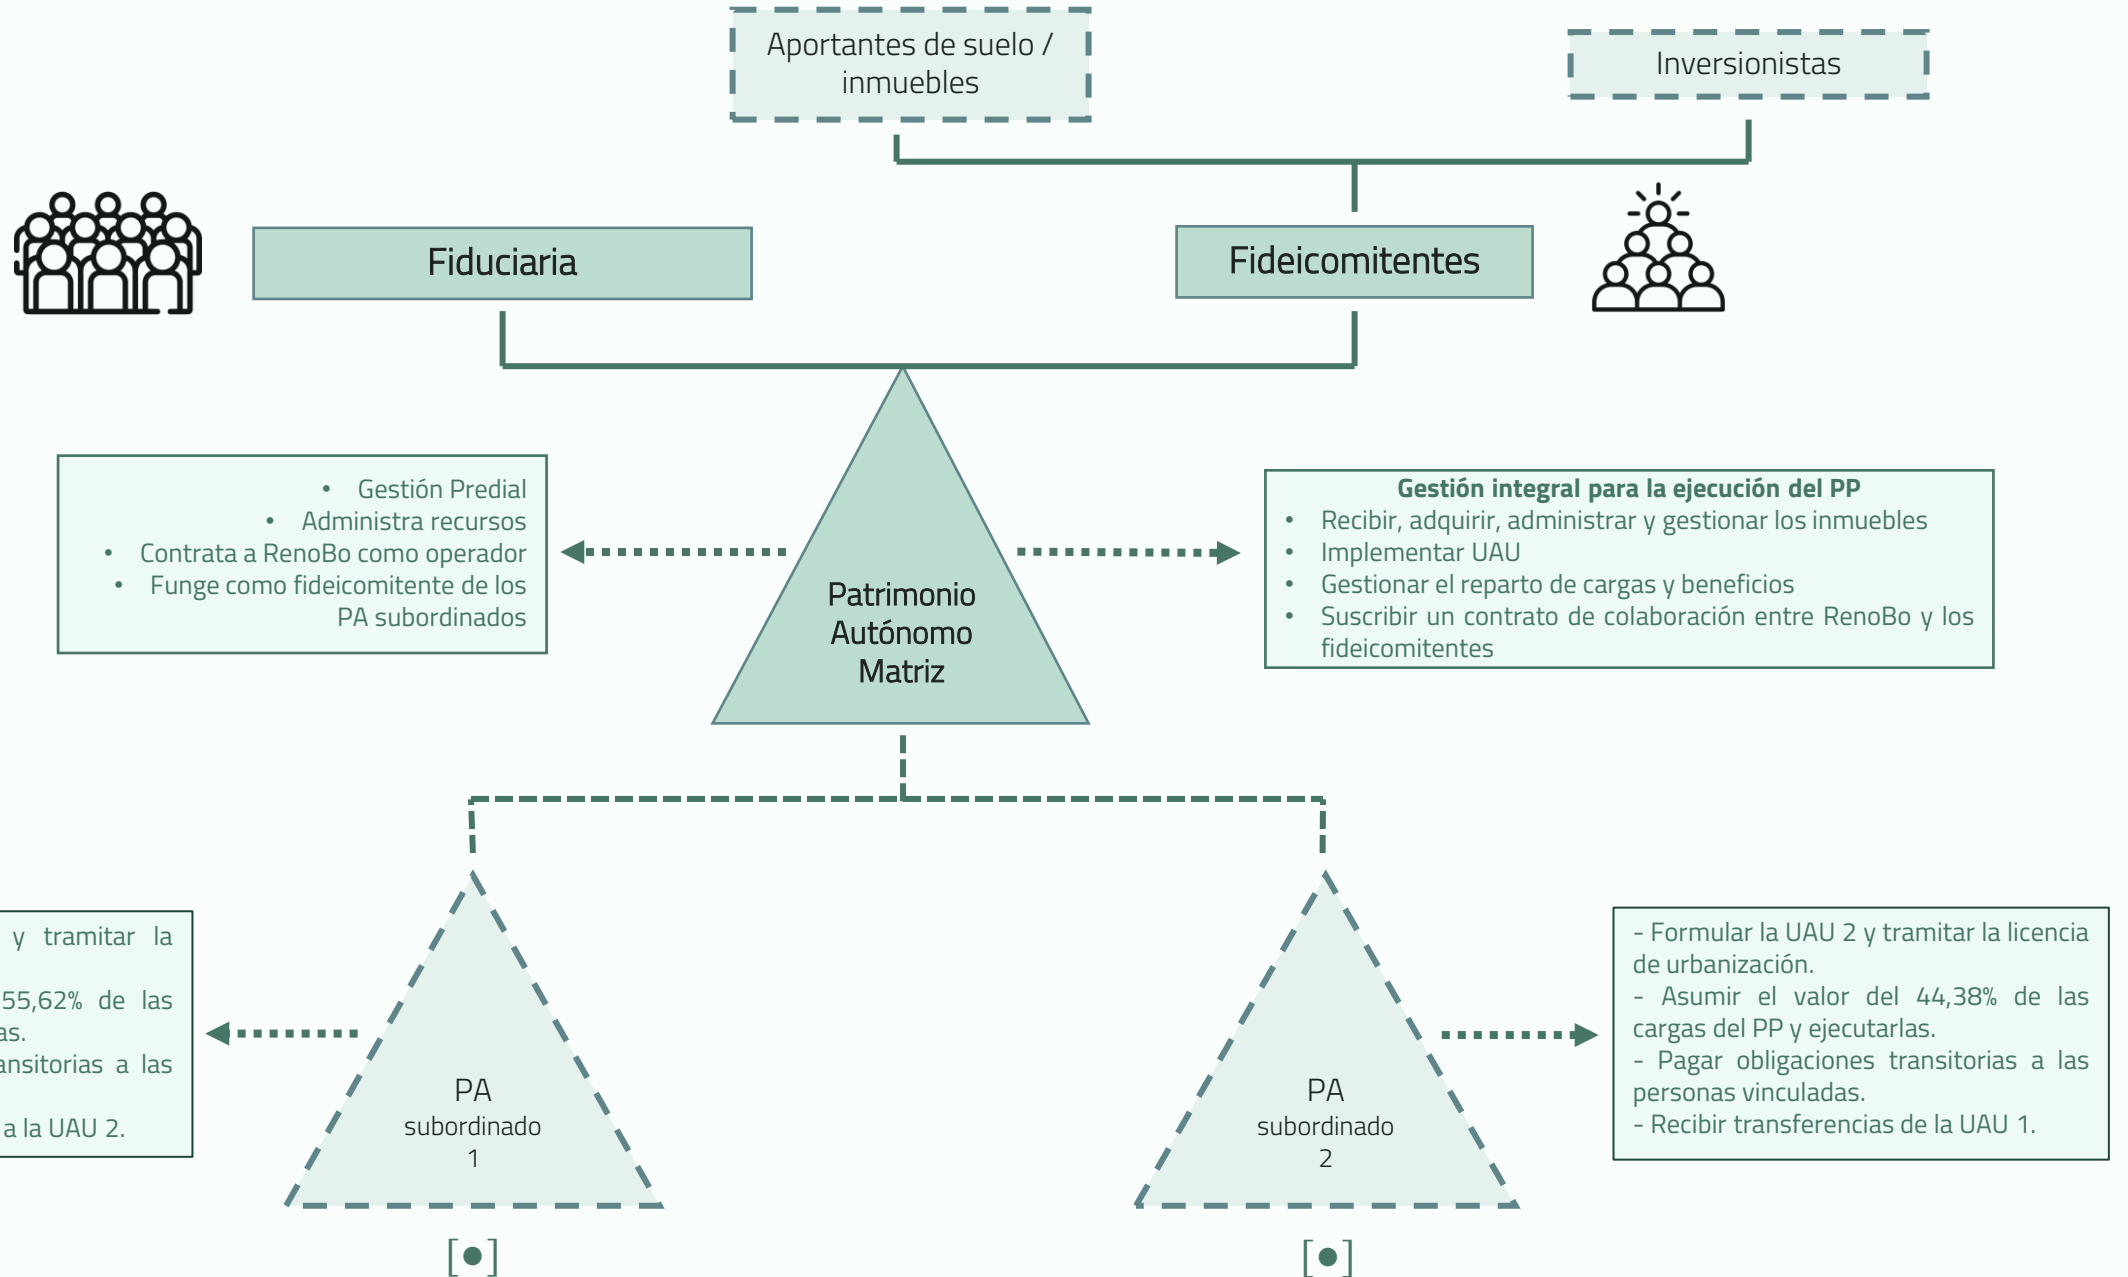 Aportantes de suelo /
inmuebles
Inversionistas
Fiduciaria
Fideicomitentes
• Gestión Predial
• Administra recursos
• Contrata a RenoBo como operador
• Funge como fideicomitente de los
PA subordinados
Patrimonio
Autónomo
Matriz
Gestión integral para la ejecución del PP
• Recibir, adquirir, administrar y gestionar los inmuebles
• Implementar UAU
• Gestionar el reparto de cargas y beneficios
• Suscribir un contrato de colaboración entre RenoBo y los
fideicomitentes
y tramitar la
55,62% de las
a las
a la UAU 2.
PA
subordinado
1
[●]
PA
subordinado
2
[●]
- Formular la UAU 2 y tramitar la licencia
de urbanización.
- Asumir el valor del 44,38% de las
cargas del PP y ejecutarlas.
- Pagar obligaciones transitorias a las
personas vinculadas.
- Recibir transferencias de la UAU 1.